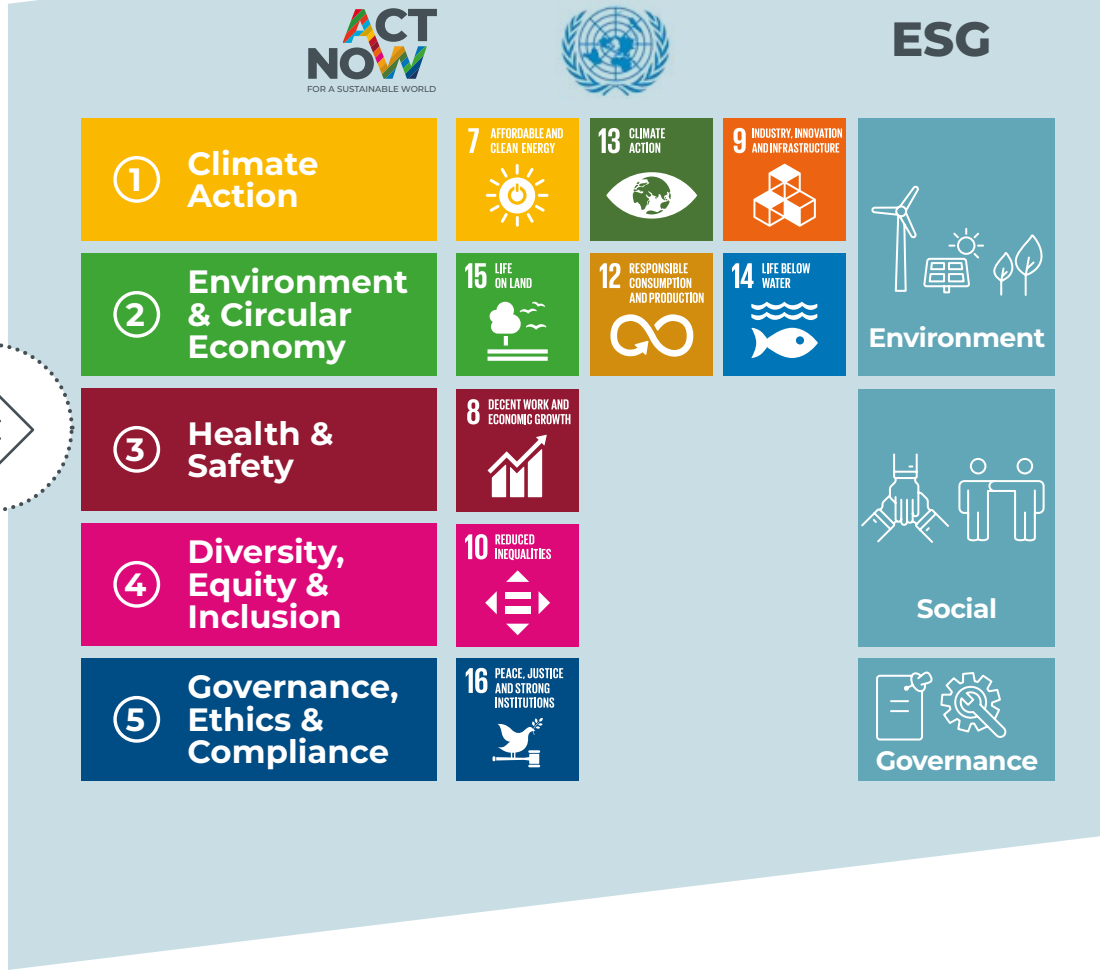 ACT
NOW
FOR A SUSTAINABLE WORLD
ESG
1
Climate
Action
7 AFFORDABLE AND
CLEAN ENERGY
13 CLIMATE
ACTION
9 INDUSTRY, INNOVATION
AND INFRASTRUCTURE
2
Environment
& Circular
Economy
15 LIFE
ON LAND
12 RESPONSIBLE
CONSUMPTION
AND PRODUCTION
14 LIFE BELOW
WATER
Environment
3
Health &
Safety
8 DECENT WORK AND
ECONOMIC GROWTH
4
Diversity,
Equity &
Inclusion
10 REDUCED
INEQUALITIES
Social
5
Governance,
Ethics &
Compliance
16 PEACE, JUSTICE
AND STRONG
INSTITUTIONS
Governance